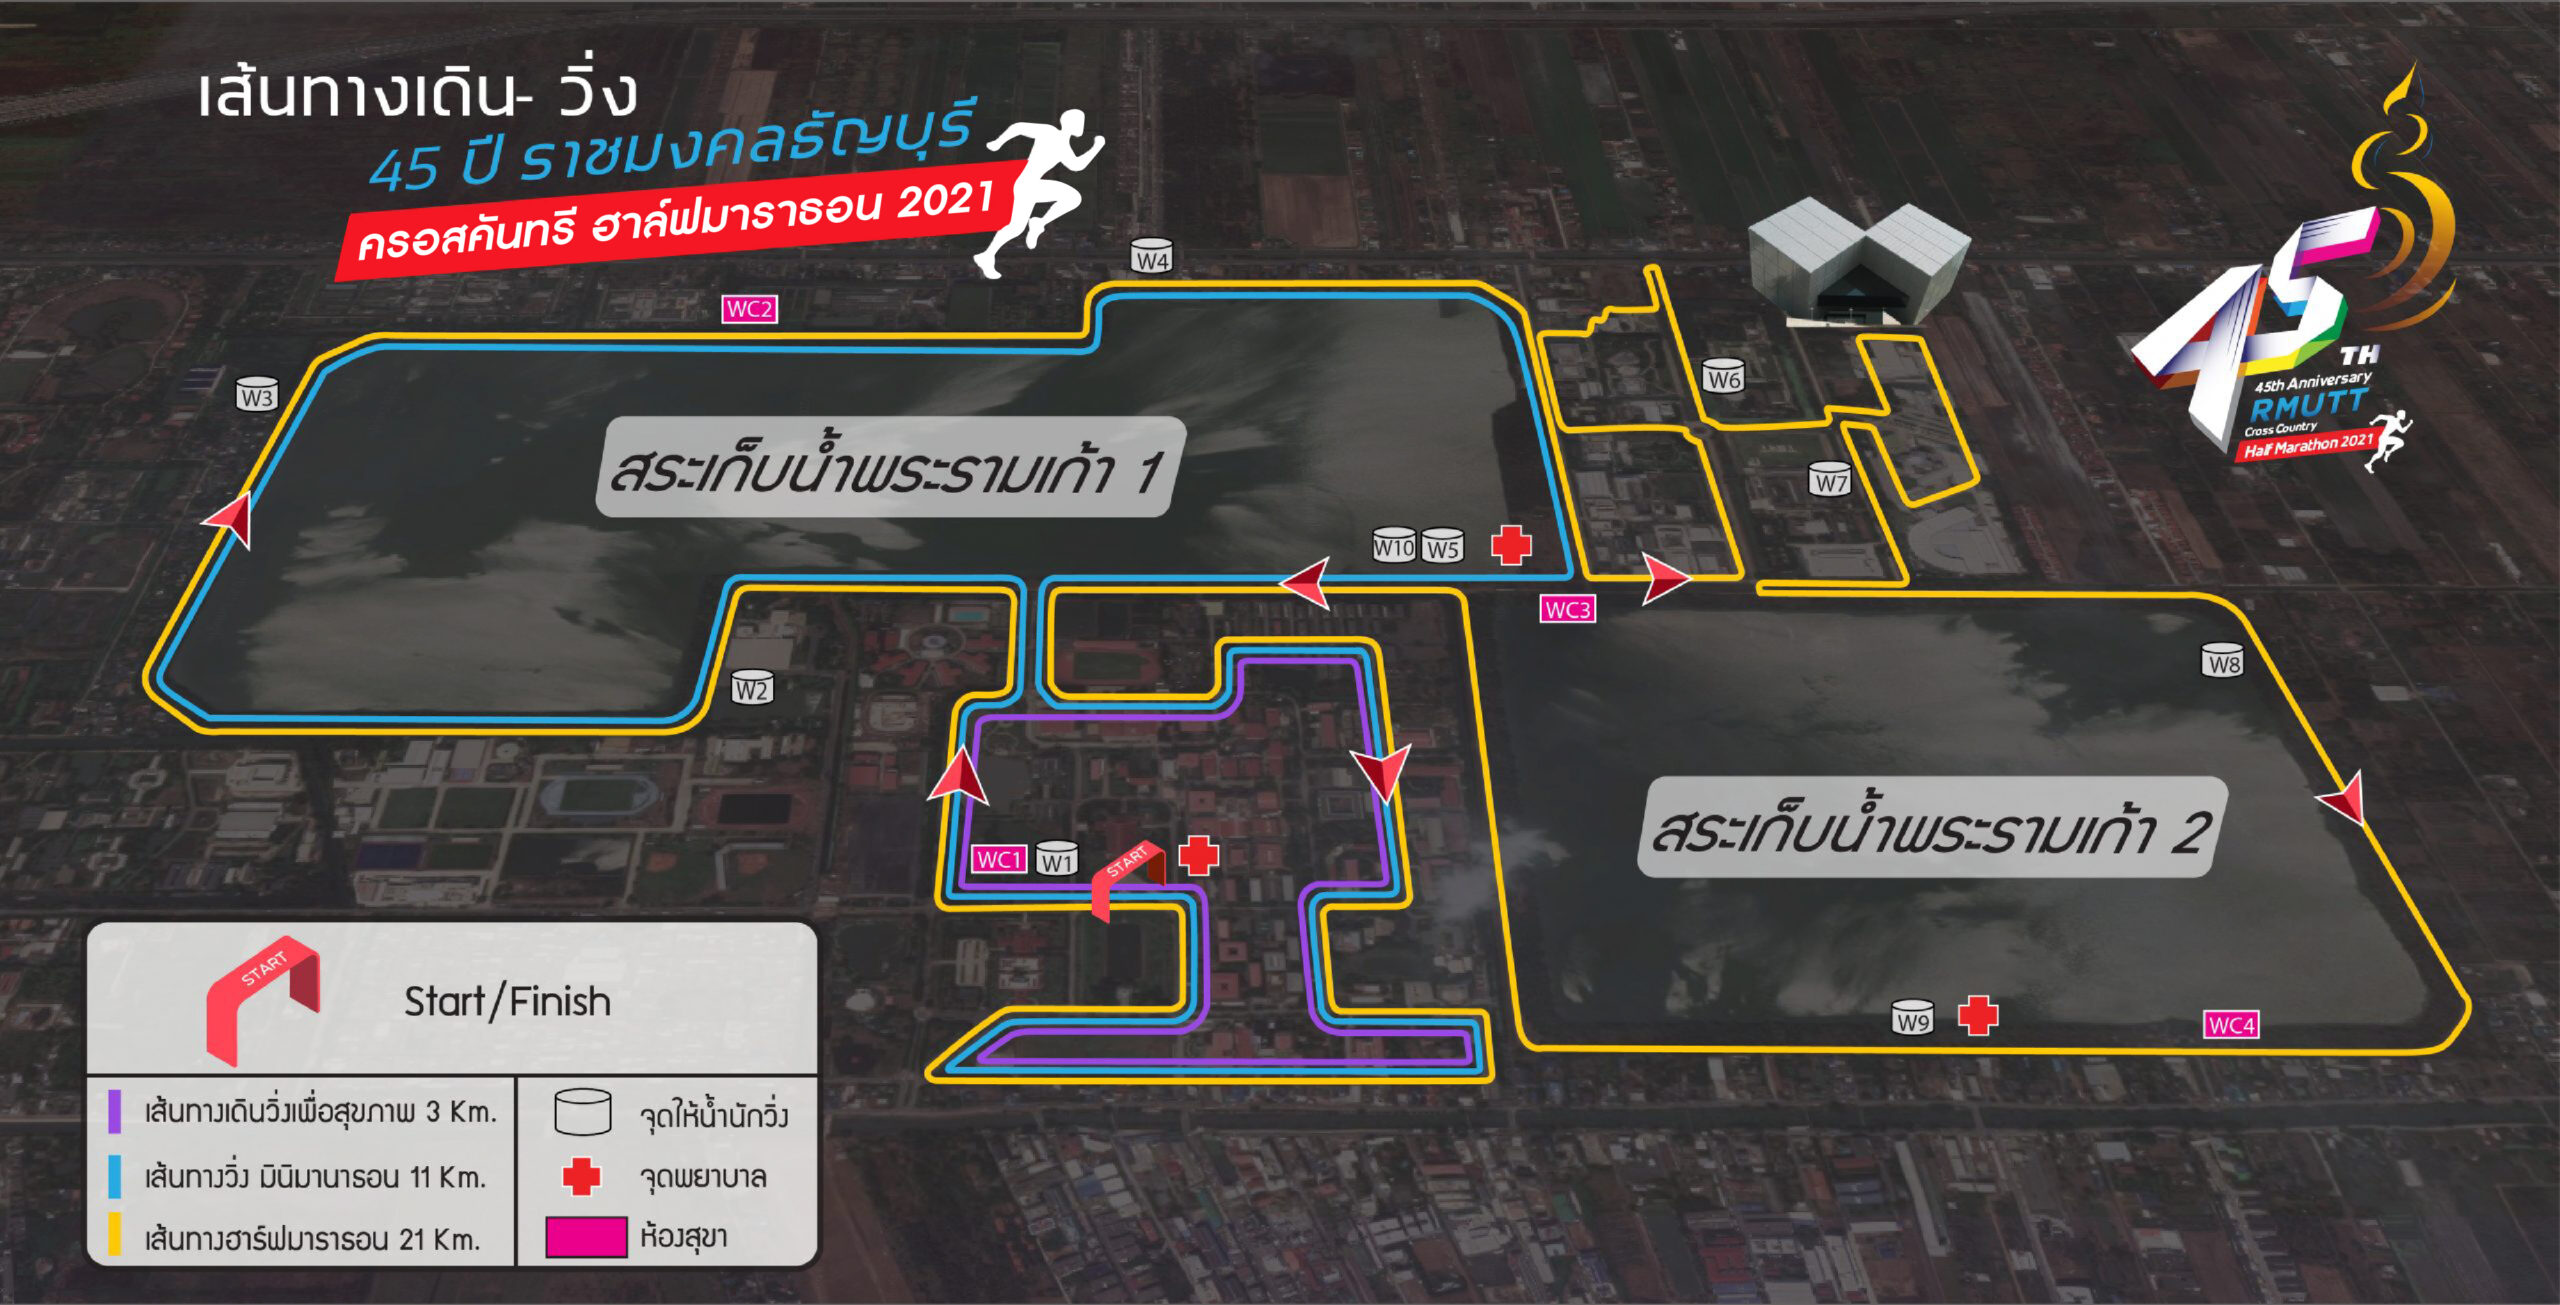 เส้นทางเดิน- วิ่ง
45 ปี ราชมงคลธัญบุรี
ครอสคันทรี ฮาล์ฟมาราธอน 2021
45
TH
45th Anniversary
RMUTT
Cross Country
Half Marathon 2021
W4
WC2
W3
W6
สระเก็บน้ำพระรามเก้า 1
W7
W10
W5
WC3
W2
W8
สระเก็บน้ำพระรามเก้า 2
WC1
W1
START
W9
WC4
START
Start/Finish
เส้นทางเดินวิ่งเพื่อสุขภาพ 3 Km.
เส้นทางวิ่ง มินิมานารอน 11 Km.
เส้นทางฮาร์ฟมารารอน 21 Km.
จุดให้น้ำนักวิ่ง
จุดพยาบาล
ห้องสุขา